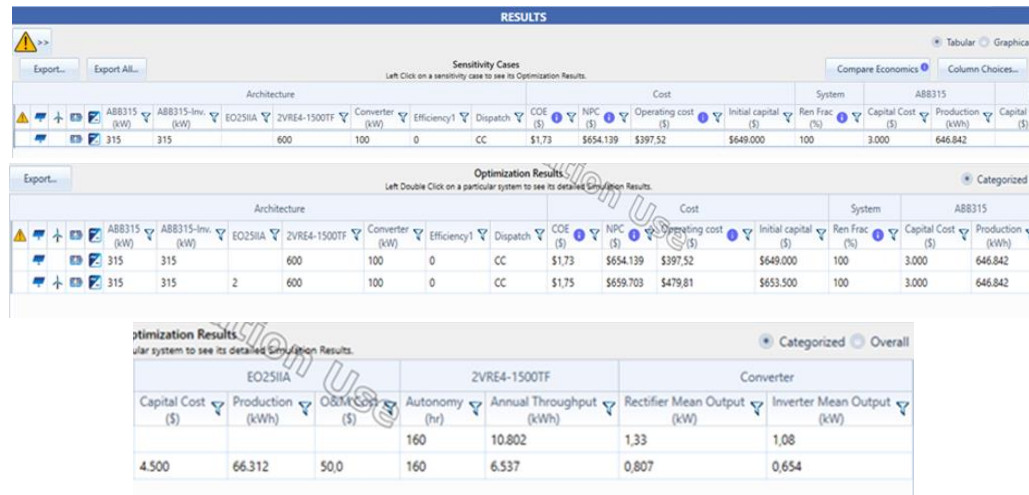 RESULTS
>>
Tabular Graphica
Export... Export All... Sensitivity Cases Compare Economics Column Choices...
Left Click on a sensitivity case to see its Optimization Results.
Architecture Cost System ABB315
ABB315 (kW) ABB315-Inv. (kW) EO25IIA 2VRE4-1500TF Converter (kW) Efficiency1 Dispatch COE ($) NPC ($) Operating cost ($) Initial capital ($) Ren Frac (%) Capital Cost ($) Production (kWh) Capital ($)
315 315 600 100 0 CC $1,73 $654.139 $397,52 $649.000 100 3.000 646.842
Export... Optimization Results Categorized
Left Double Click on a particular system to see its detailed Simulation Results.
Architecture Cost System ABB315
ABB315 (kW) ABB315-Inv. (kW) EO25IIA 2VRE4-1500TF Converter (kW) Efficiency1 Dispatch COE ($) NPC ($) Operating cost ($) Initial capital ($) Ren Frac (%) Capital Cost ($) Production (kWh)
315 315 600 100 0 CC $1,73 $654.139 $397,52 $649.000 100 3.000 646.842
315 315 2 600 100 0 CC $1,75 $659.703 $479,81 $653.500 100 3.000 646.842
ptimization Results
ular system to see its detailed Simulation Results. Categorized Overall
EO25IIA 2VRE4-1500TF Converter
Capital Cost ($) Production (kWh) O&M Cost ($) Autonomy (hr) Annual Throughput (kWh) Rectifier Mean Output (kW) Inverter Mean Output (kW)
160 10.802 1,33 1,08
4.500 66.312 50,0 160 6.537 0,807 0,654